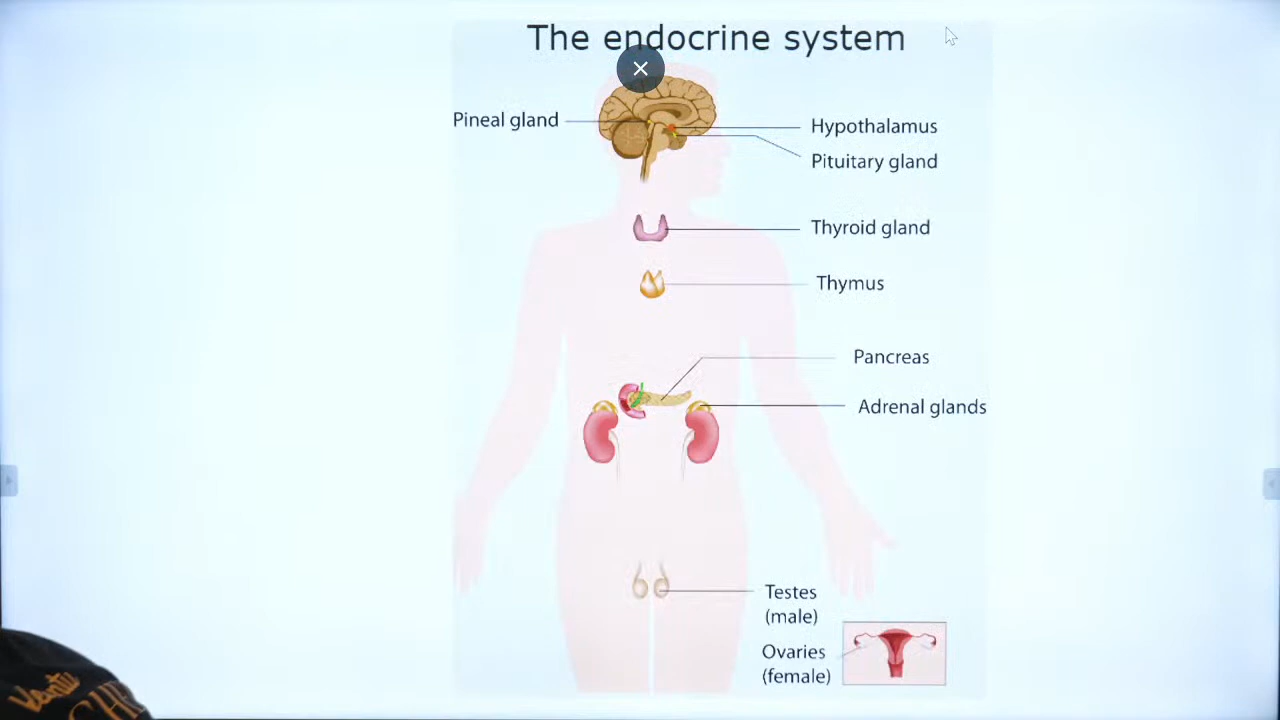 The endocrine system
Pineal gland
Hypothalamus
Pituitary gland
Thyroid gland
Thymus
Pancreas
Adrenal glands
Testes
(male)
Ovaries
(female)